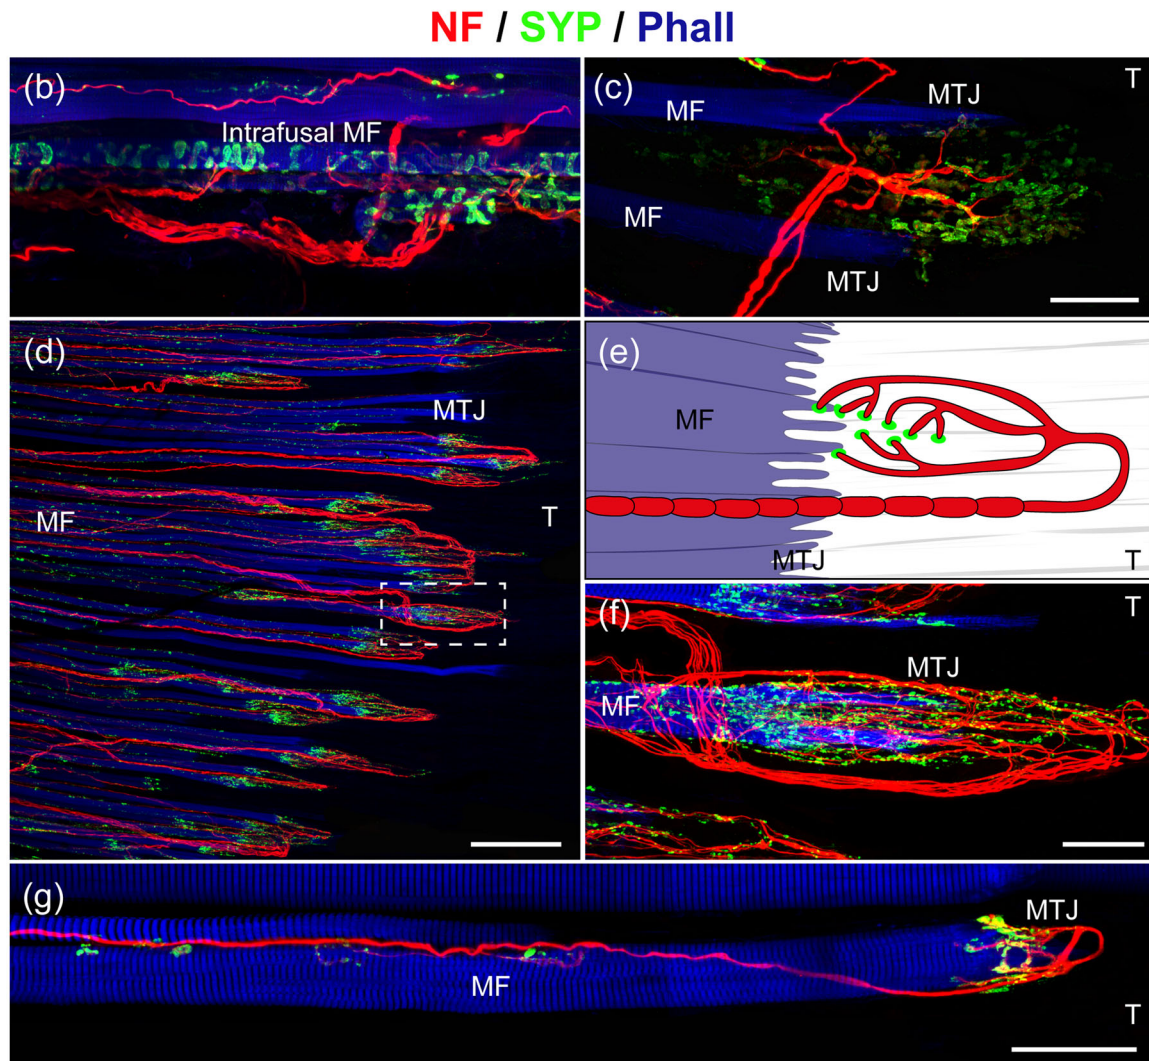 NF / SYP / Phall
(b)
Intrafusal MF
(c)
T
MTJ
MF
MF
MTJ
(d)
MTJ
MF
T
(e)
MF
MTJ
T
(f)
T
MTJ
MF
(g)
MTJ
MF
T